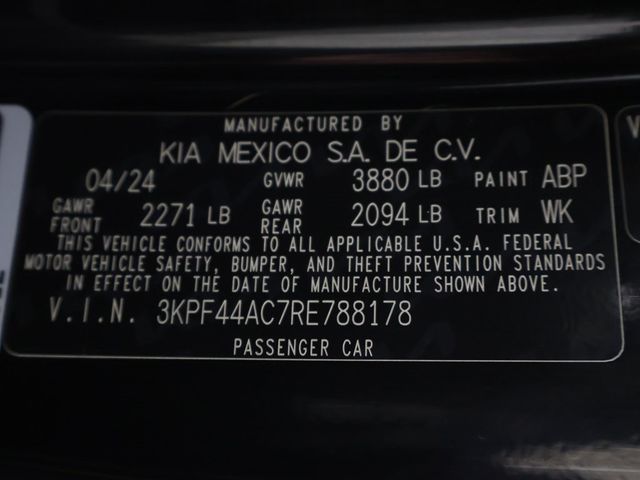 MANUFACTURED BY
KIA MEXICO S.A. DE C.V.
04/24 GVWR 3880 LB PAINT ABP
GAWR FRONT 2271 LB GAWR REAR 2094 LB TRIM WK
THIS VEHICLE CONFORMS TO ALL APPLICABLE U.S.A. FEDERAL
MOTOR VEHICLE SAFETY, BUMPER, AND THEFT PREVENTION STANDARDS
IN EFFECT ON THE DATE OF MANUFACTURE SHOWN ABOVE.
V.I.N. 3KPF44AC7RE788178
PASSENGER CAR